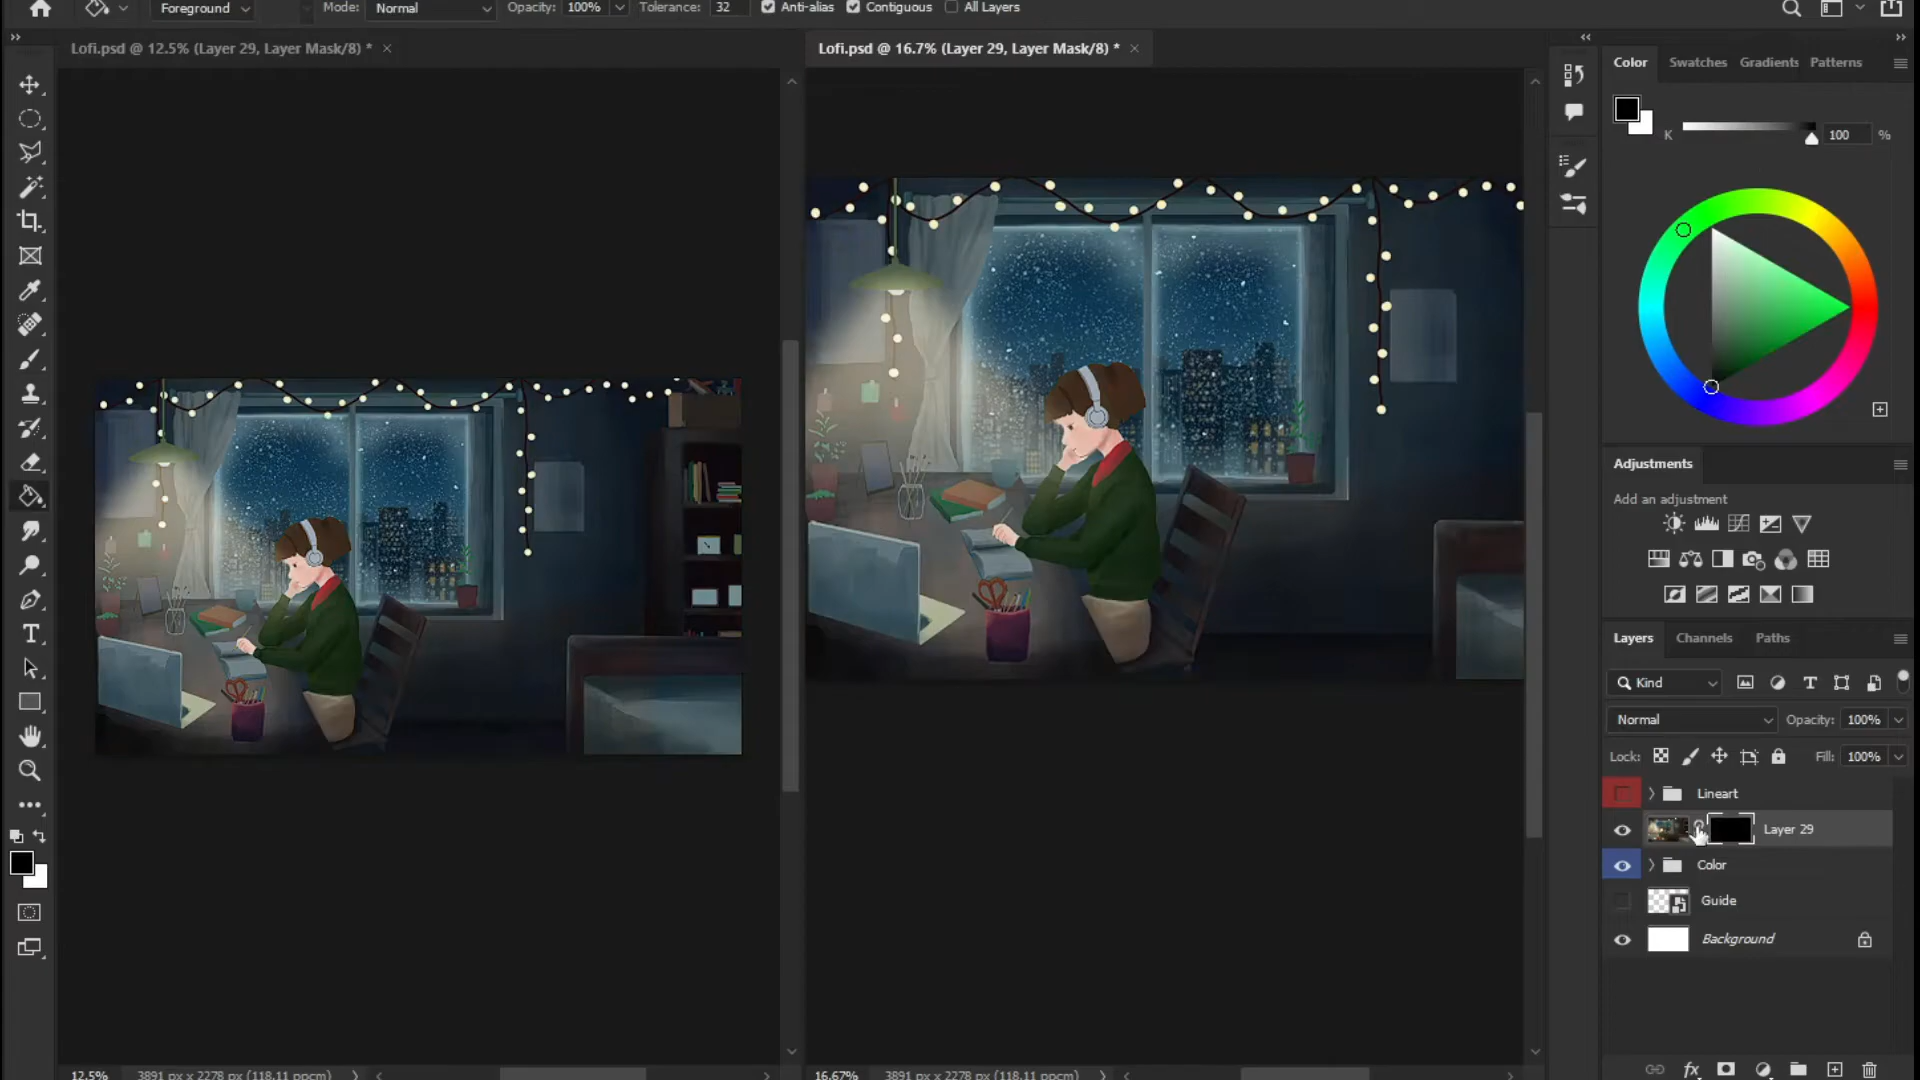 Foreground Mode: Normal Opacity: 100% Tolerance: 32 Anti-alias Contiguous All Layers
Lofi.psd @ 12.5% (Layer 29, Layer Mask/8) * ×
Lofi.psd @ 16.7% (Layer 29, Layer Mask/8) * ×
Color Swatches Gradients Patterns
K 100 %
Adjustments
Add an adjustment
Layers Channels Paths
Kind
Normal Opacity: 100%
Lock: Fill: 100%
Lineart
Layer 29
Color
Guide
Background
12.5% 3891 px x 2278 px (118.11 ppcm)
16.67% 3891 px x 2278 px (118.11 ppcm)